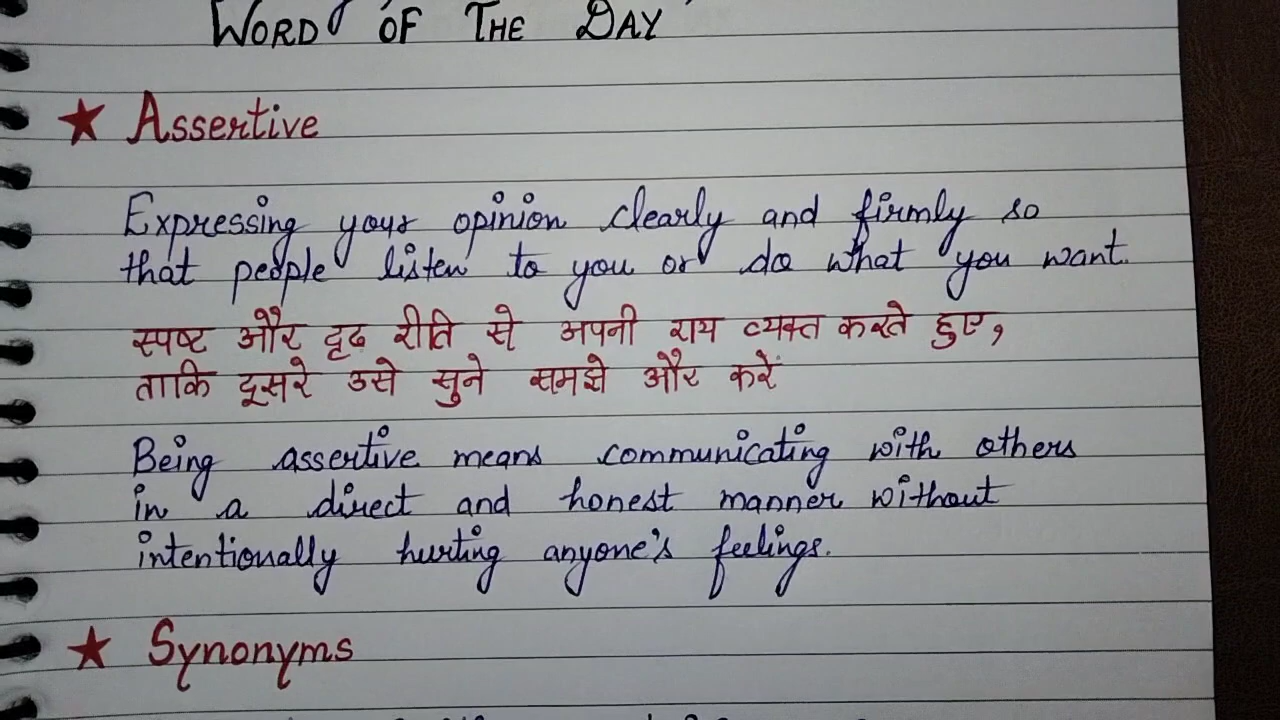 WORD OF THE DAY
★ Assertive
Expressing your opinion clearly and firmly so
that people listen to you or do what you want.
स्पष्ट और दृढ रीति से अपनी राय व्यक्त करते हुए,
ताकि दूसरे उसे सुने समझे और करें
Being assertive means communicating with others
in a direct and honest manner without
intentionally hurting anyone's feelings.
★ Synonyms